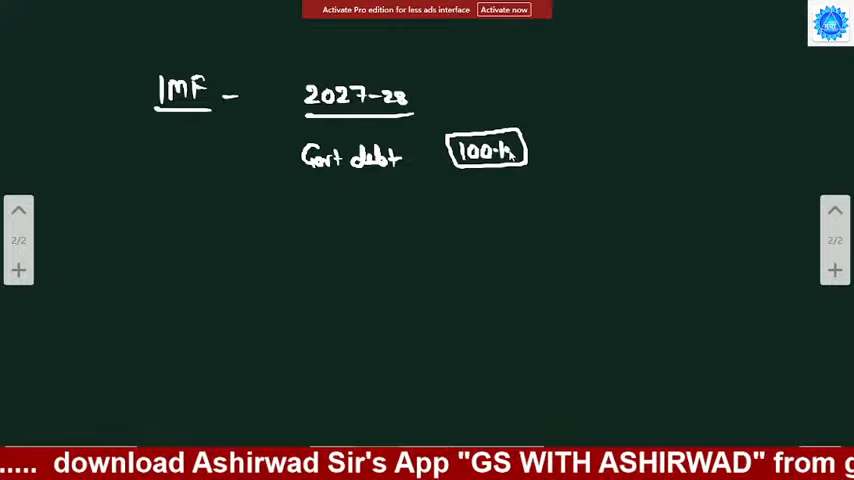 Activate Pro edition for less ads interface Activate now
IMF - 2027-28
Govt debt 100%
2/2 2/2
..... download Ashirwad Sir's App "GS WITH ASHIRWAD" from g